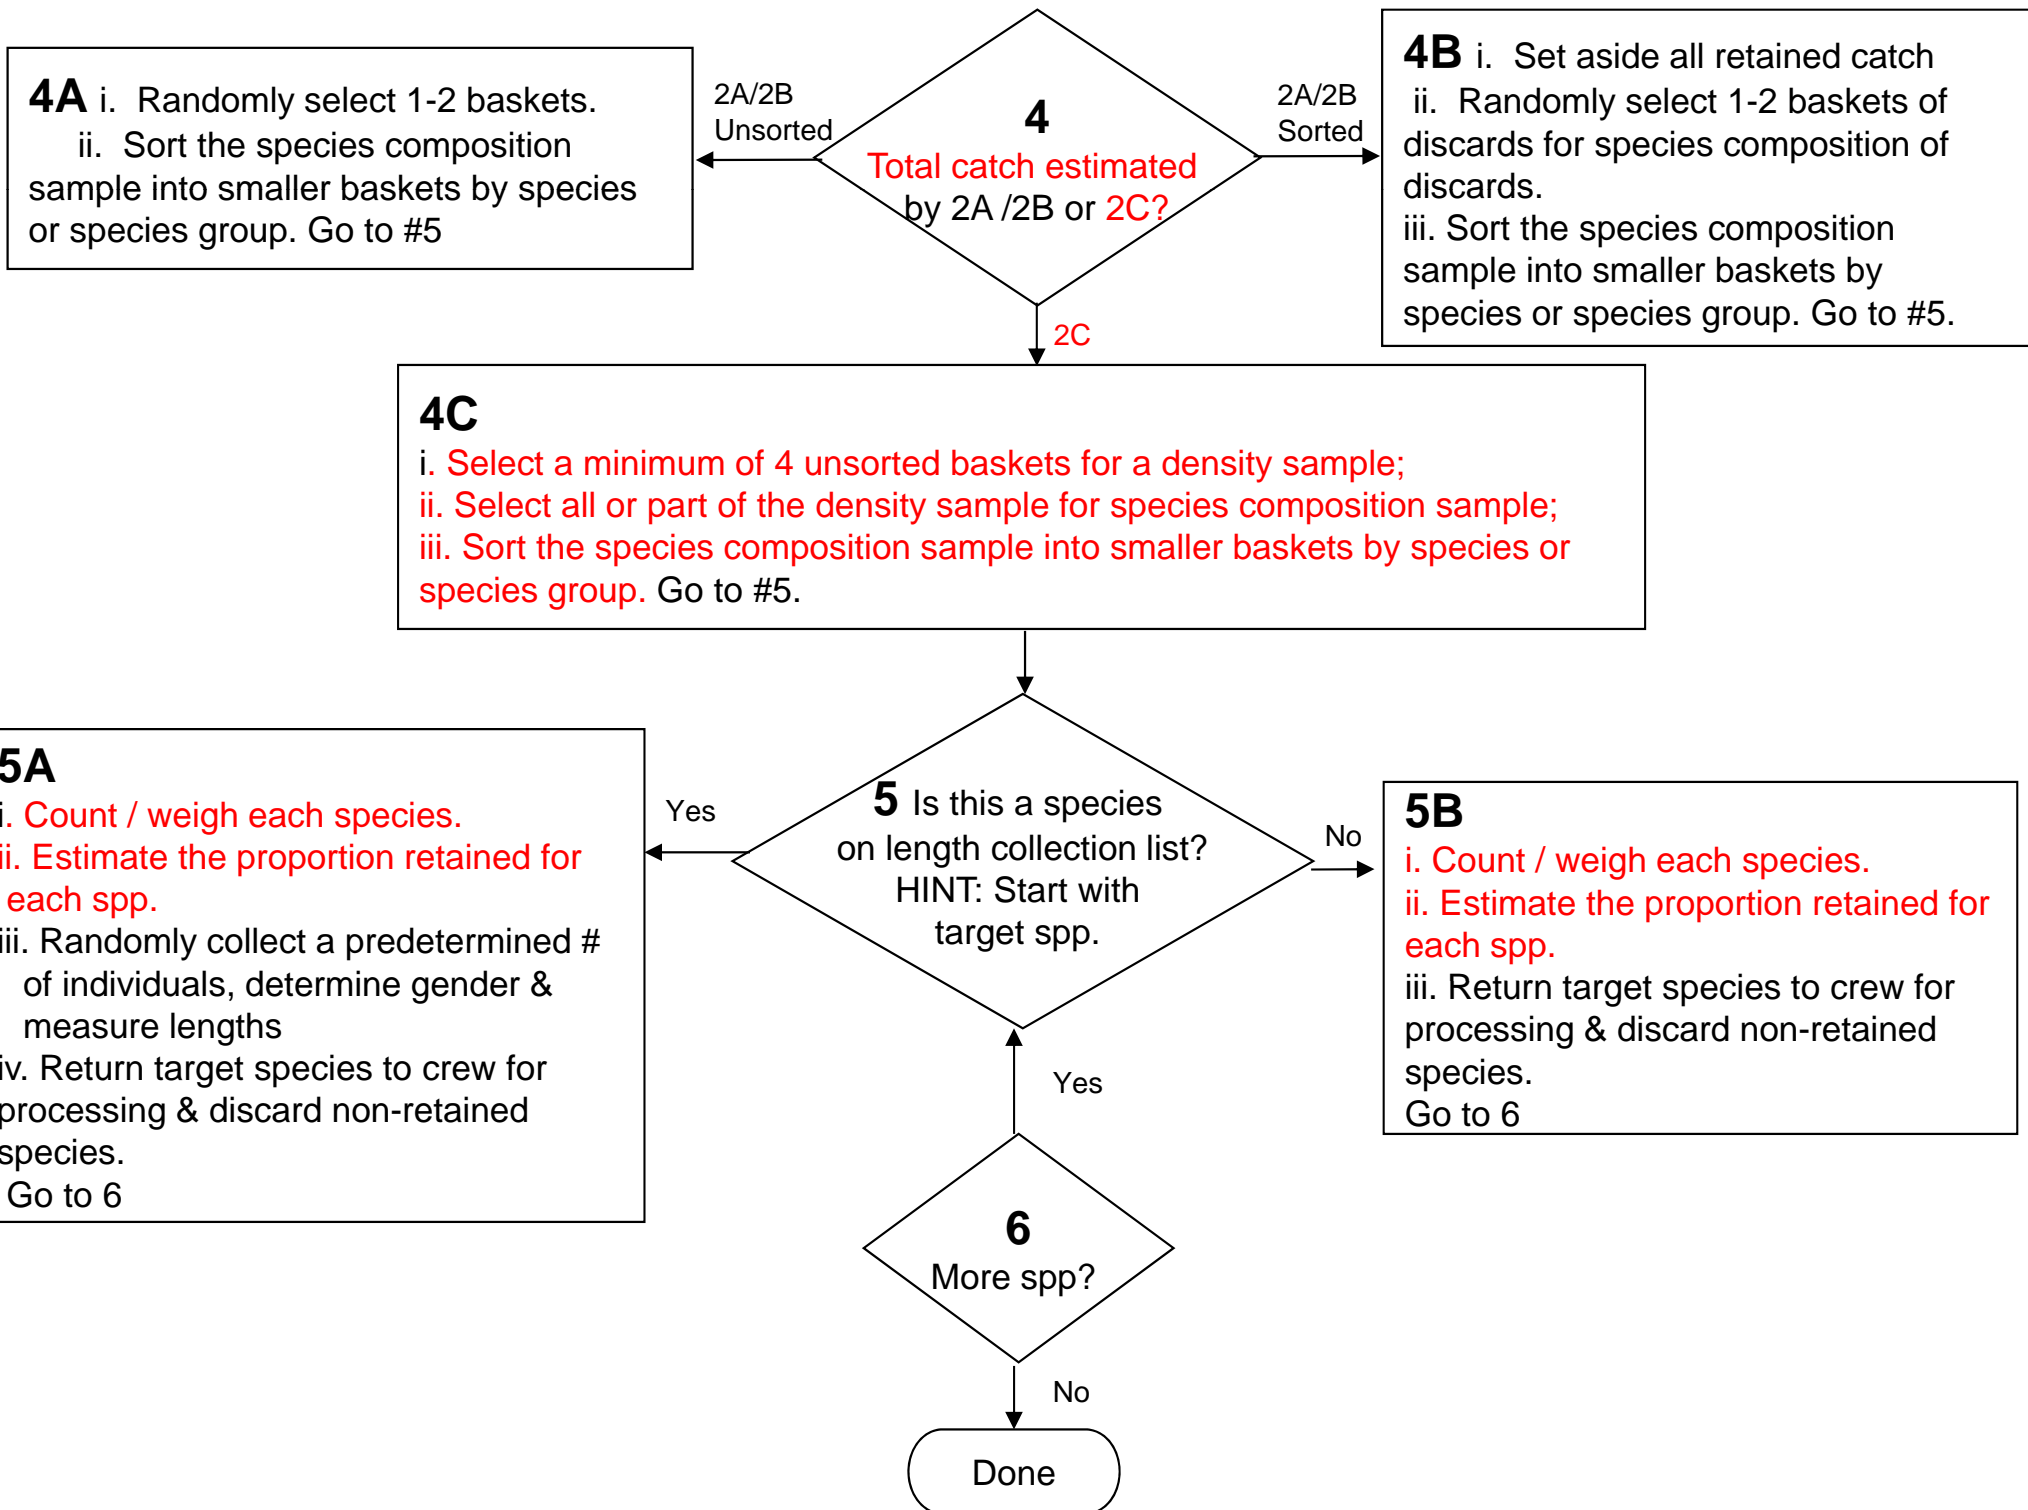 4A i. Randomly select 1-2 baskets.
ii. Sort the species composition
sample into smaller baskets by species
or species group. Go to #5
2A/2B
Unsorted
4
Total catch estimated
by 2A /2B or 2C?
2A/2B
Sorted
4B i. Set aside all retained catch
ii. Randomly select 1-2 baskets of
discards for species composition of
discards.
iii. Sort the species composition
sample into smaller baskets by
species or species group. Go to #5.
2C
4C
i. Select a minimum of 4 unsorted baskets for a density sample;
ii. Select all or part of the density sample for species composition sample;
iii. Sort the species composition sample into smaller baskets by species or
species group. Go to #5.
5A
i. Count / weigh each species.
ii. Estimate the proportion retained for
each spp.
iii. Randomly collect a predetermined #
of individuals, determine gender &
measure lengths
iv. Return target species to crew for
processing & discard non-retained
species.
Go to 6
Yes
5 Is this a species
on length collection list?
HINT: Start with
target spp.
No
5B
i. Count / weigh each species.
ii. Estimate the proportion retained for
each spp.
iii. Return target species to crew for
processing & discard non-retained
species.
Go to 6
Yes
6
More spp?
No
Done